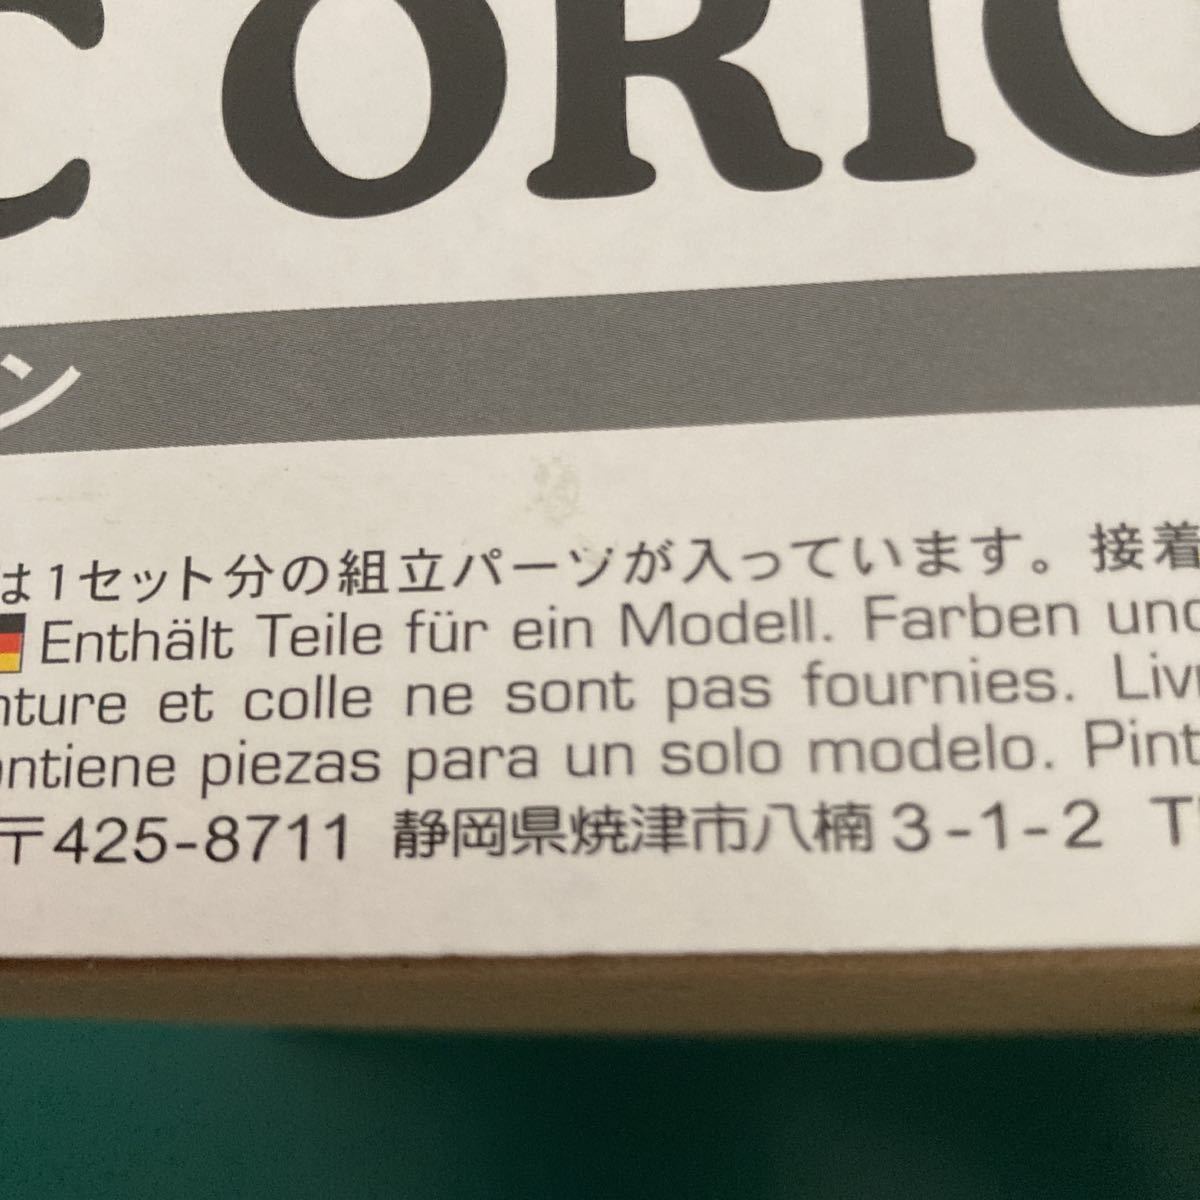 C ORIC
ン
は1セット分の組立パーツが入っています。接着
Enthält Teile für ein Modell. Farben und
nture et colle ne sont pas fournies. Livr
ontiene piezas para un solo modelo. Pint
〒425-8711 静岡県焼津市八楠3-1-2 T